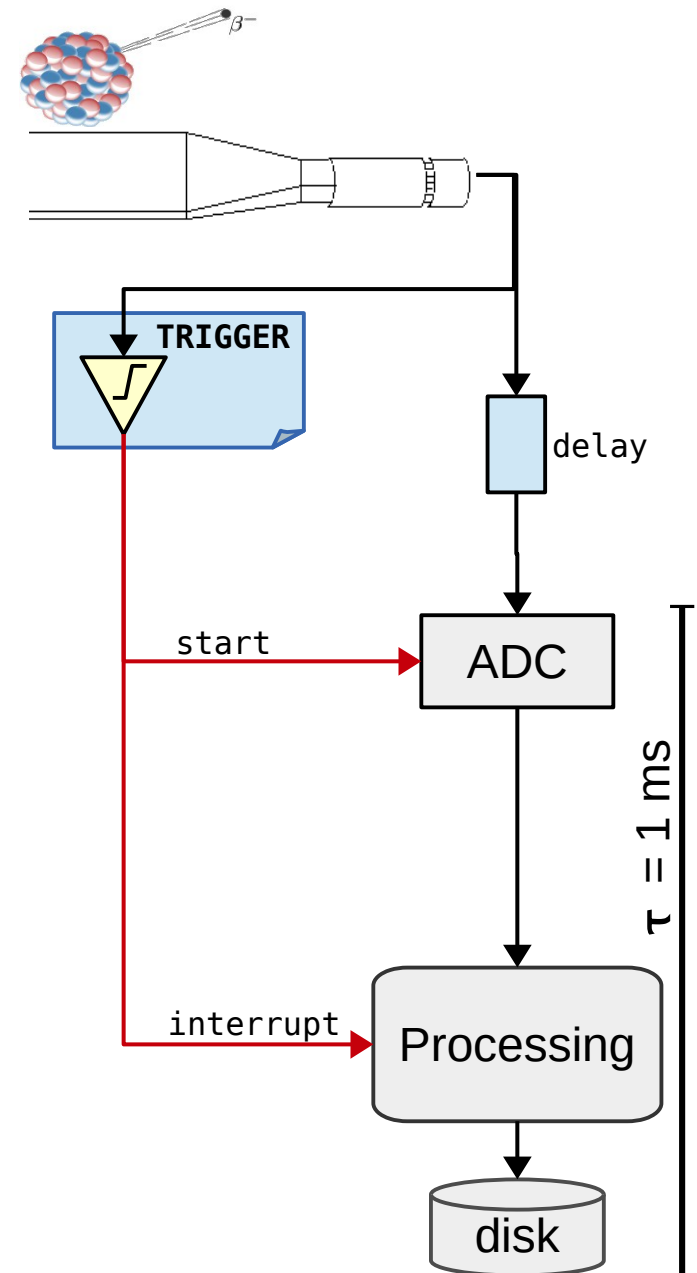 β⁻
TRIGGER
delay
start
ADC
τ = 1 ms
interrupt
Processing
disk